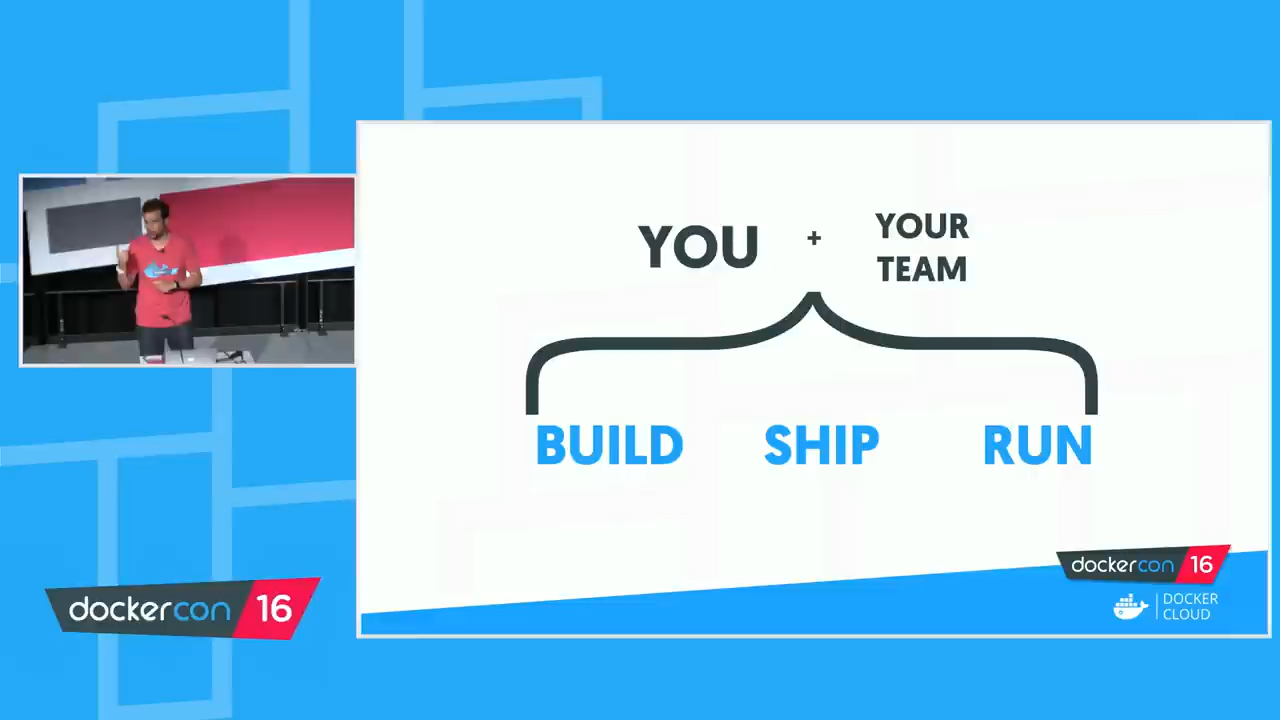 YOU + YOUR TEAM
BUILD SHIP RUN
dockercon 16
DOCKER
CLOUD
dockercon 16